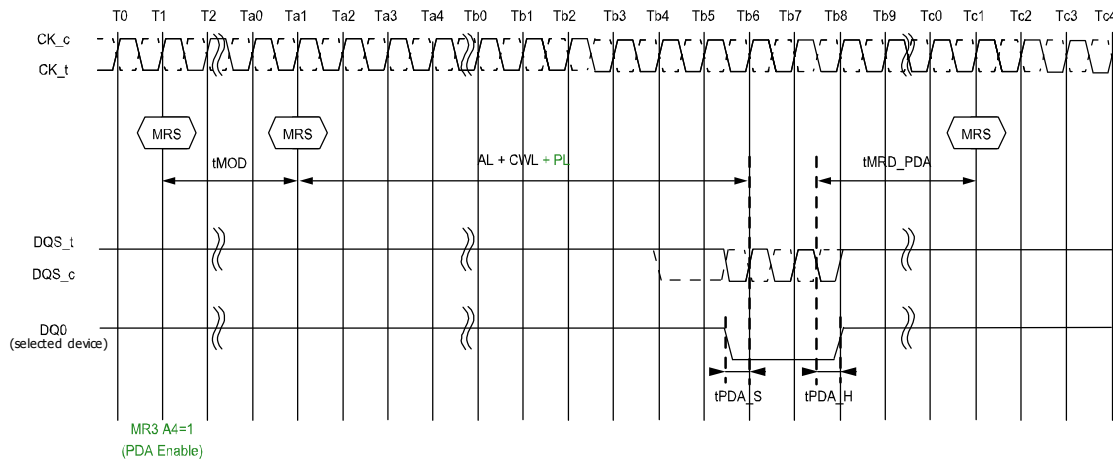 T0 T1 T2 Ta0 Ta1 Ta2 Ta3 Ta4 Tb0 Tb1 Tb2 Tb3 Tb4 Tb5 Tb6 Tb7 Tb8 Tb9 Tc0 Tc1 Tc2 Tc3 Tc4
CK_c
CK_t
MRS MRS MRS
tMOD AL + CWL + PL tMRD_PDA
DQS_t
DQS_c
DQ0
(selected device)
tPDA_S tPDA_H
MR3 A4=1
(PDA Enable)